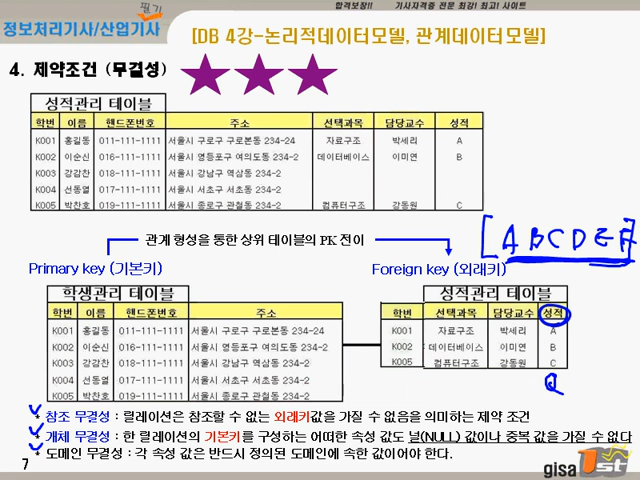 합격보장!! 기사자격증 전문 최강! 최고! 사이트
필기
정보처리기사/산업기사
[DB 4강-논리적데이터모델, 관계데이터모델]
4. 제약조건 (무결성)
성적관리 테이블
학번 이름 핸드폰번호 주소 선택과목 담당교수 성적
K001 홍길동 011-111-1111 서울시 구로구 구로본동 234-24 자료구조 박세리 A
K002 이순신 016-111-1111 서울시 영등포구 여의도동 234-2 데이터베이스 이미연 B
K003 강감찬 018-111-1111 서울시 강남구 역삼동 234-2
K004 선동열 017-111-1111 서울시 서초구 서초동 234-2
K005 박찬호 019-111-1111 서울시 종로구 관철동 234-2 컴퓨터구조 강동원 C
관계 형성을 통한 상위 테이블의 PK 전이
[A B C D E F]
Primary key (기본키)
Foreign key (외래키)
학생관리 테이블
학번 이름 핸드폰번호 주소
K001 홍길동 011-111-1111 서울시 구로구 구로본동 234-24
K002 이순신 016-111-1111 서울시 영등포구 여의도동 234-2
K003 강감찬 018-111-1111 서울시 강남구 역삼동 234-2
K004 선동열 017-111-1111 서울시 서초구 서초동 234-2
K005 박찬호 019-111-1111 서울시 종로구 관철동 234-2
성적관리 테이블
학번 선택과목 담당교수 성적
K001 자료구조 박세리 A
K002 데이터베이스 이미연 B
K005 컴퓨터구조 강동원 C
Q
* 참조 무결성 : 릴레이션은 참조할 수 없는 외래키값을 가질 수 없음을 의미하는 제약 조건
* 개체 무결성 : 한 릴레이션의 기본키를 구성하는 어떠한 속성 값도 널(NULL) 값이나 중복 값을 가질 수 없다
* 도메인 무결성 : 각 속성 값은 반드시 정의된 도메인에 속한 값이어야 한다.
7
gisa 1st